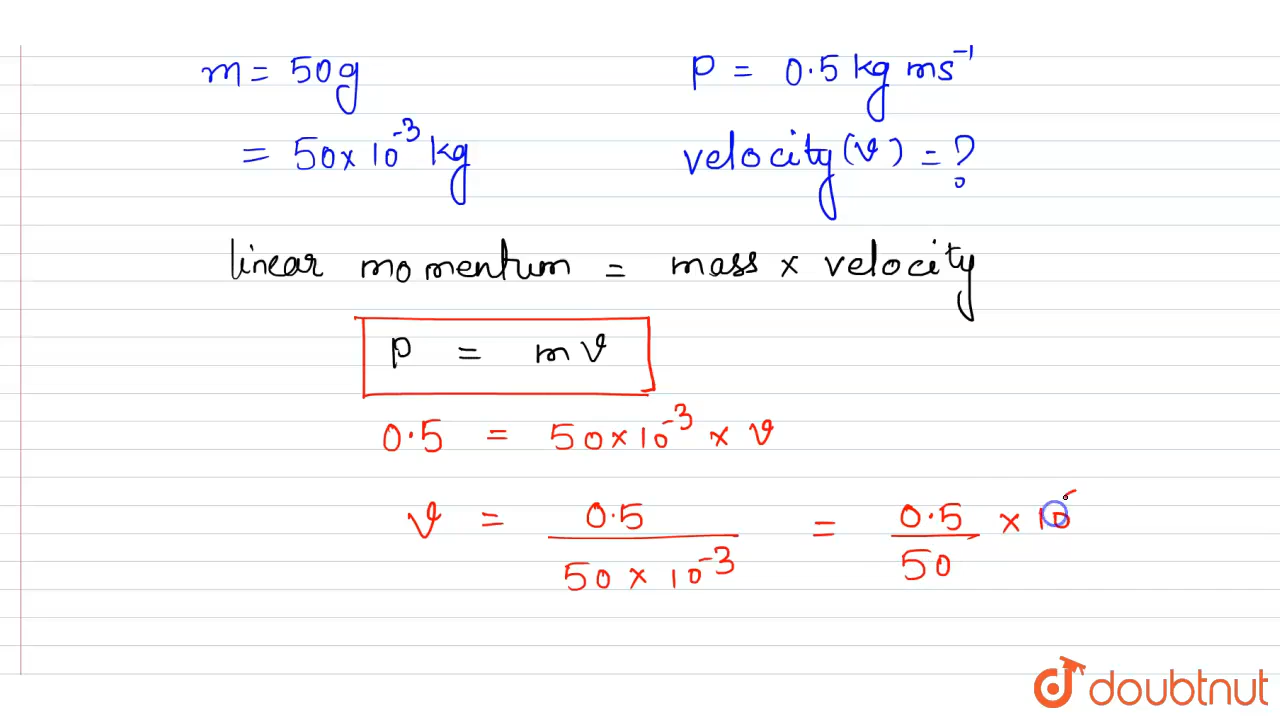 m = 50g
= 50 x 10⁻³ kg
P = 0.5 kg ms⁻¹
velocity (v) = ?
linear momentum = mass x velocity
P = mv
0.5 = 50 x 10⁻³ x v
v = 0.5 / 50 x 10⁻³ = 0.5 / 50 x 10
doubtnut